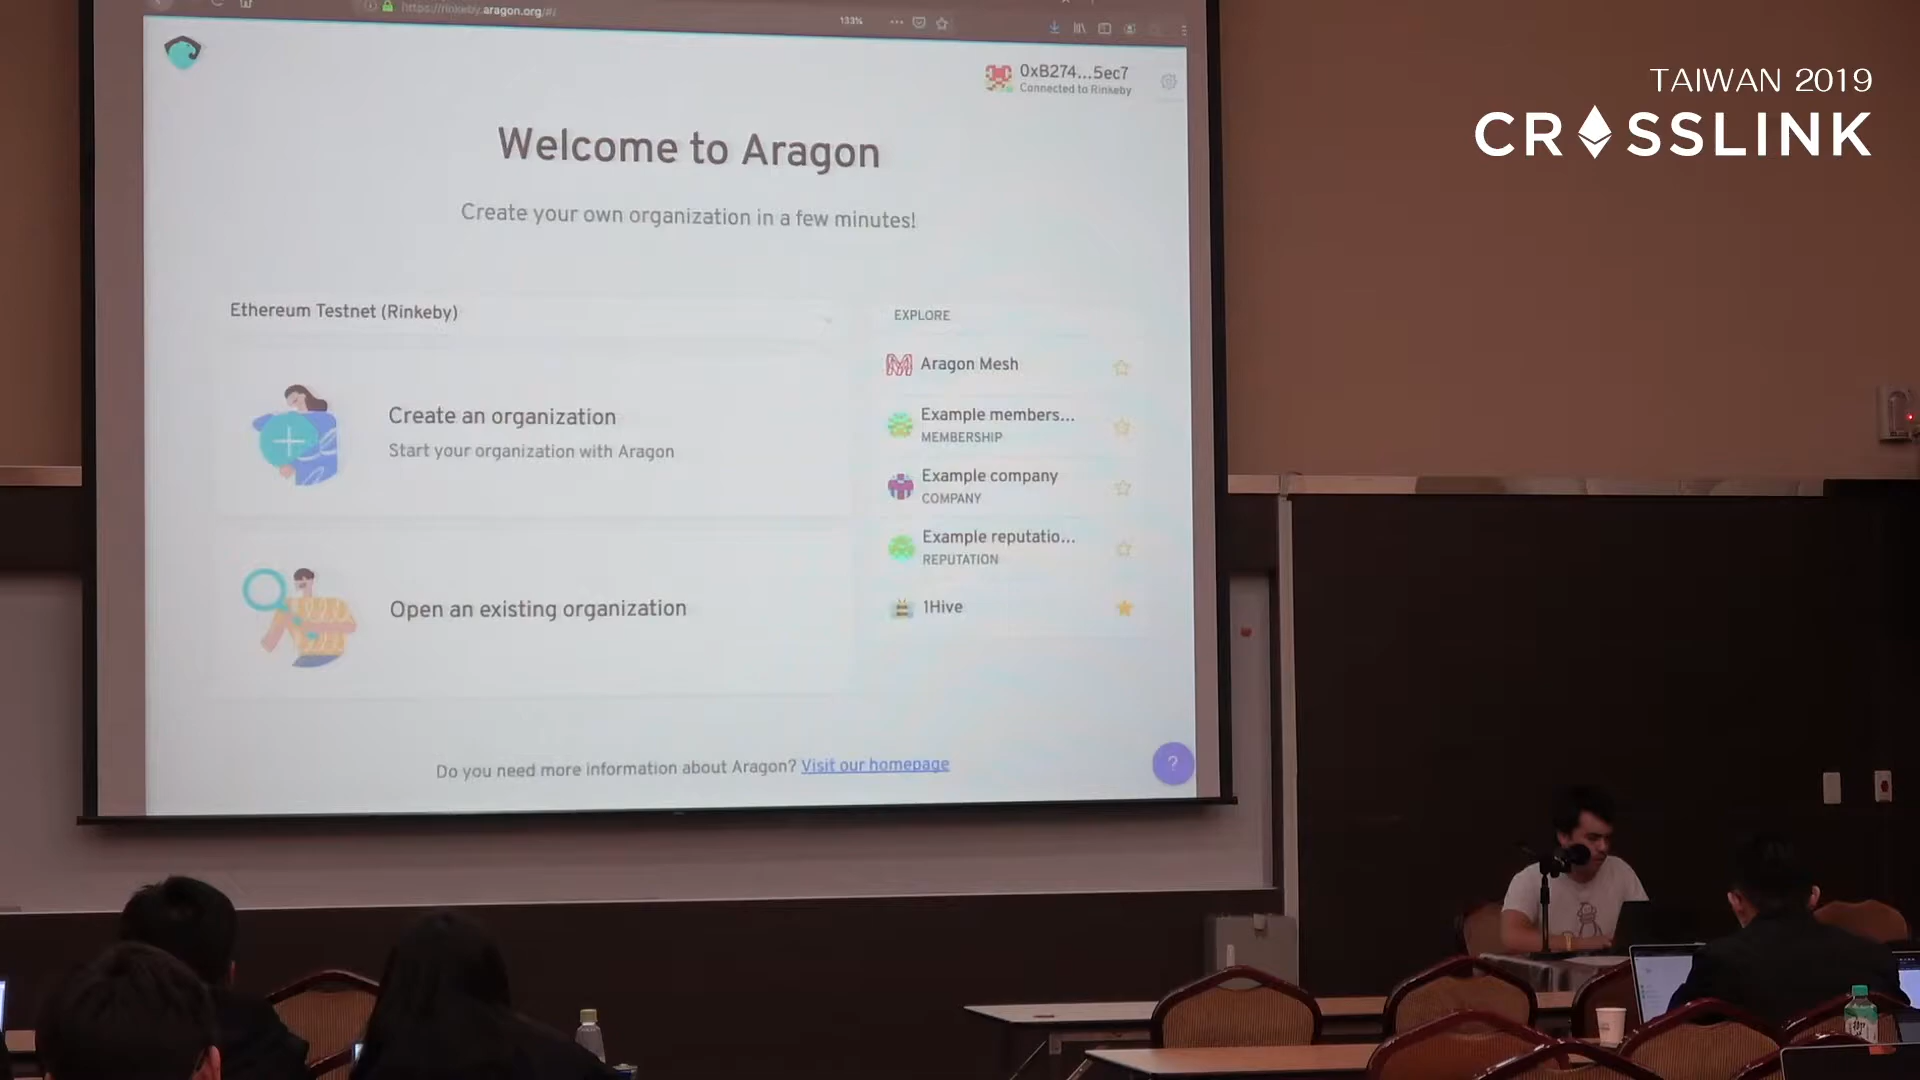 https://rinkeby.aragon.org/#/
133%
TAIWAN 2019
CROSSLINK
0xB274...5ec7
Connected to Rinkeby
Welcome to Aragon
Create your own organization in a few minutes!
Ethereum Testnet (Rinkeby)
EXPLORE
Aragon Mesh
Create an organization
Start your organization with Aragon
Example members...
MEMBERSHIP
Example company
COMPANY
Example reputatio...
REPUTATION
Open an existing organization
1Hive
Do you need more information about Aragon? Visit our homepage
?